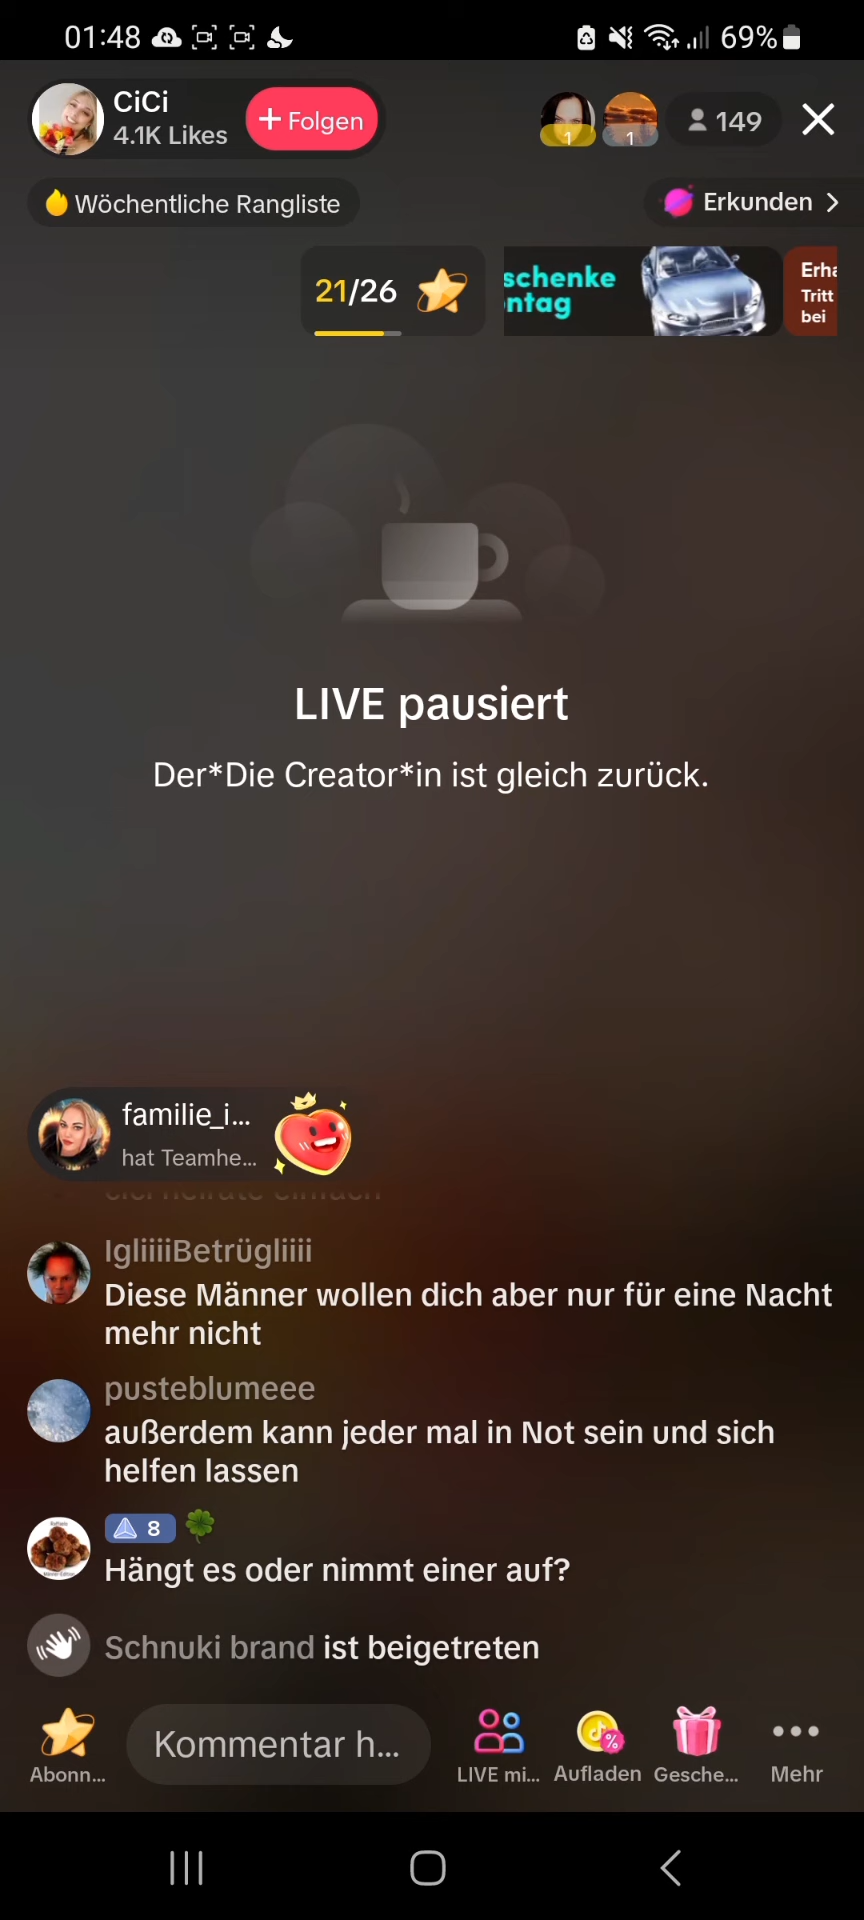 01:48
69%
CiCi
4.1K Likes
+ Folgen
1
1
149
Wöchentliche Rangliste
Erkunden >
21/26
schenke
ntag
Erha
Tritt
bei
LIVE pausiert
Der*Die Creator*in ist gleich zurück.
familie_i...
hat Teamhe...
IgliiiiBetrügliiii
Diese Männer wollen dich aber nur für eine Nacht
mehr nicht
pusteblumeee
außerdem kann jeder mal in Not sein und sich
helfen lassen
8
Hängt es oder nimmt einer auf?
Schnuki brand ist beigetreten
Kommentar h...
Abonn...
LIVE mi...
Aufladen
Gesche...
Mehr